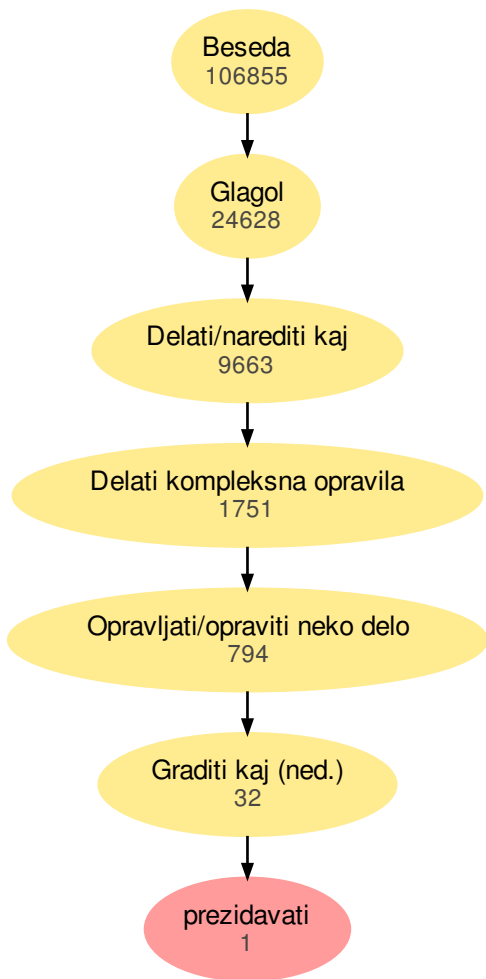 Beseda
106855
Glagol
24628
Delati/narediti kaj
9663
Delati kompleksna opravila
1751
Opravljati/opraviti neko delo
794
Graditi kaj (ned.)
32
prezidavati
1